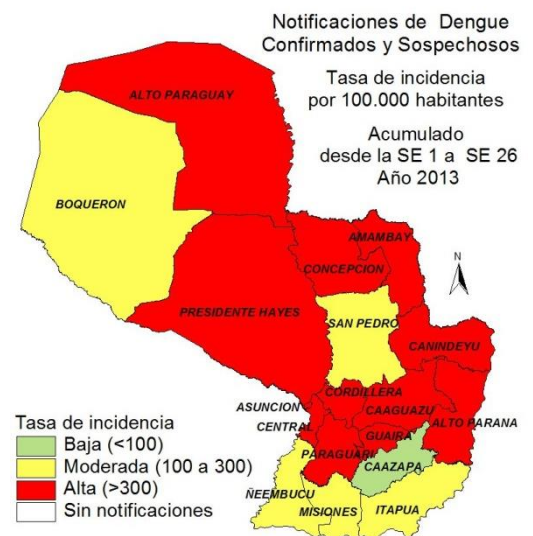 Notificaciones de Dengue
Confirmados y Sospechosos
Tasa de incidencia
por 100.000 habitantes
Acumulado
desde la SE 1 a SE 26
Año 2013
ALTO PARAGUAY
BOQUERON
AMAMBAY
CONCEPCION
N
PRESIDENTE HAYES
SAN PEDRO
CANINDEYU
CORDILLERA
ASUNCION
CAAGUAZU
CENTRAL
ALTO PARANA
GUAIRA
PARAGUARI
CAAZAPA
ÑEEMBUCU
MISIONES
ITAPUA
Tasa de incidencia
Baja (<100)
Moderada (100 a 300)
Alta (>300)
Sin notificaciones